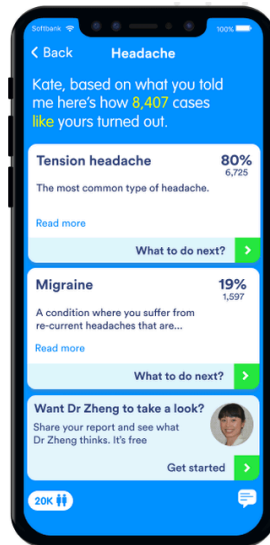 Softbank 100%
Back Headache
Kate, based on what you told
me here's how 8,407 cases
like yours turned out.
Tension headache 80%
6,725
The most common type of headache.
Read more
What to do next?
Migraine 19%
1,597
A condition where you suffer from
re-current headaches that are...
Read more
What to do next?
Want Dr Zheng to take a look?
Share your report and see what
Dr Zheng thinks. It's free
Get started
20K